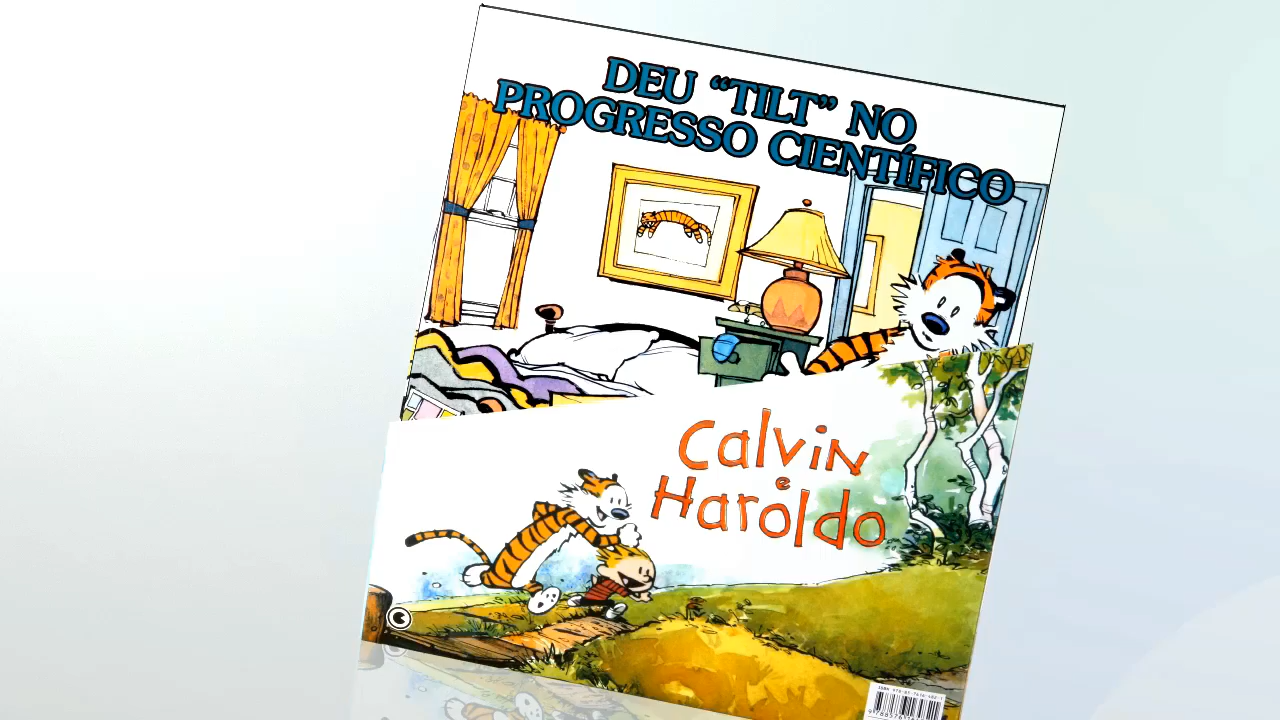 DEU “TILT” NO
PROGRESSO CIENTÍFICO
Calvin
e
Haroldo